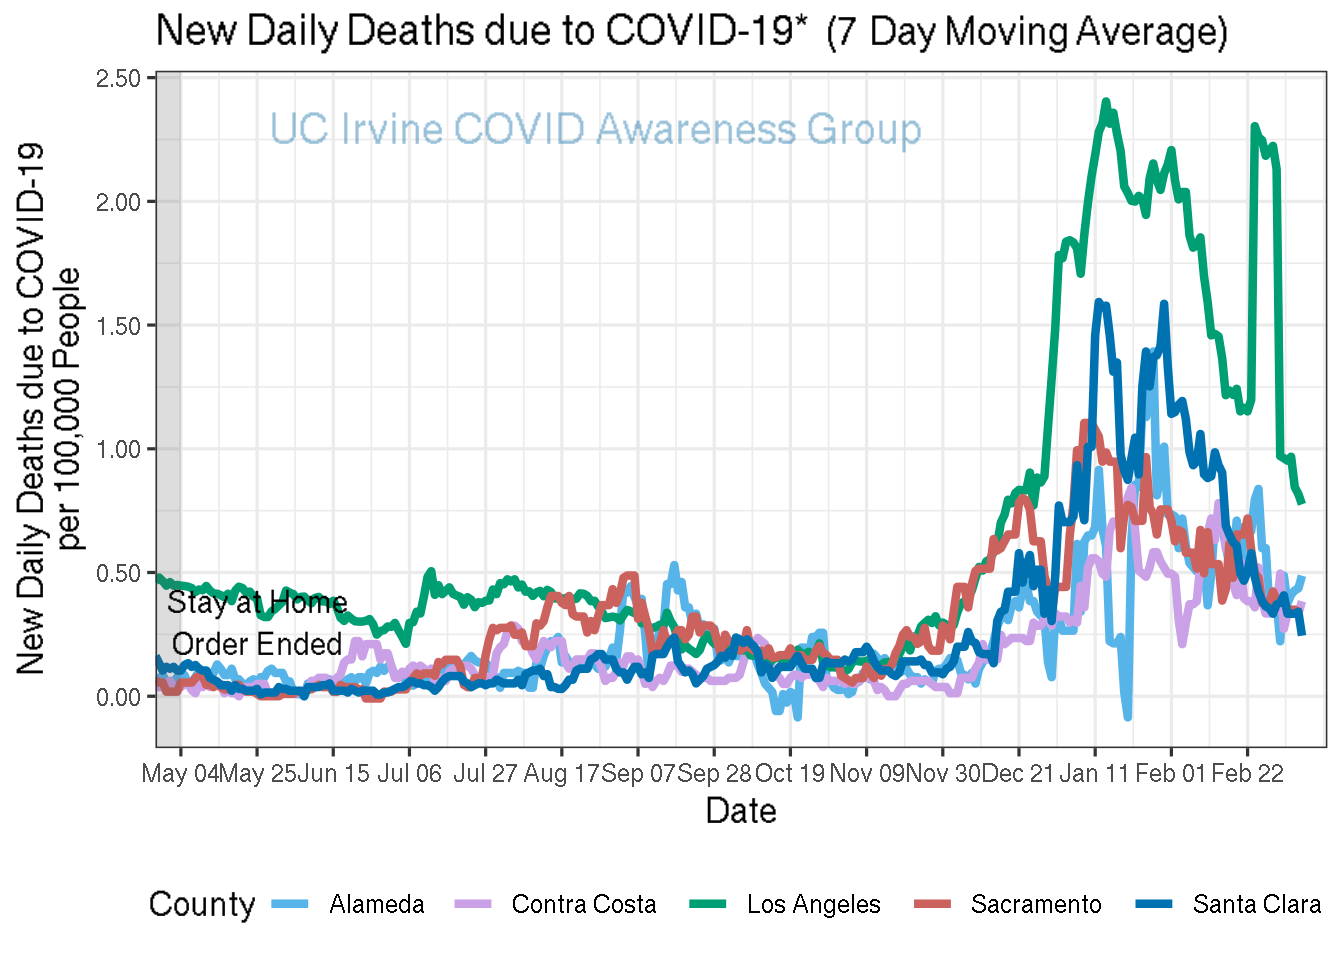 New Daily Deaths due to COVID-19* (7 Day Moving Average)
UC Irvine COVID Awareness Group
New Daily Deaths due to COVID-19
per 100,000 People
2.50
2.00
1.50
1.00
0.50
0.00
Stay at Home
Order Ended
May 04 May 25 Jun 15 Jul 06 Jul 27 Aug 17 Sep 07 Sep 28 Oct 19 Nov 09 Nov 30 Dec 21 Jan 11 Feb 01 Feb 22
Date
County Alameda Contra Costa Los Angeles Sacramento Santa Clara